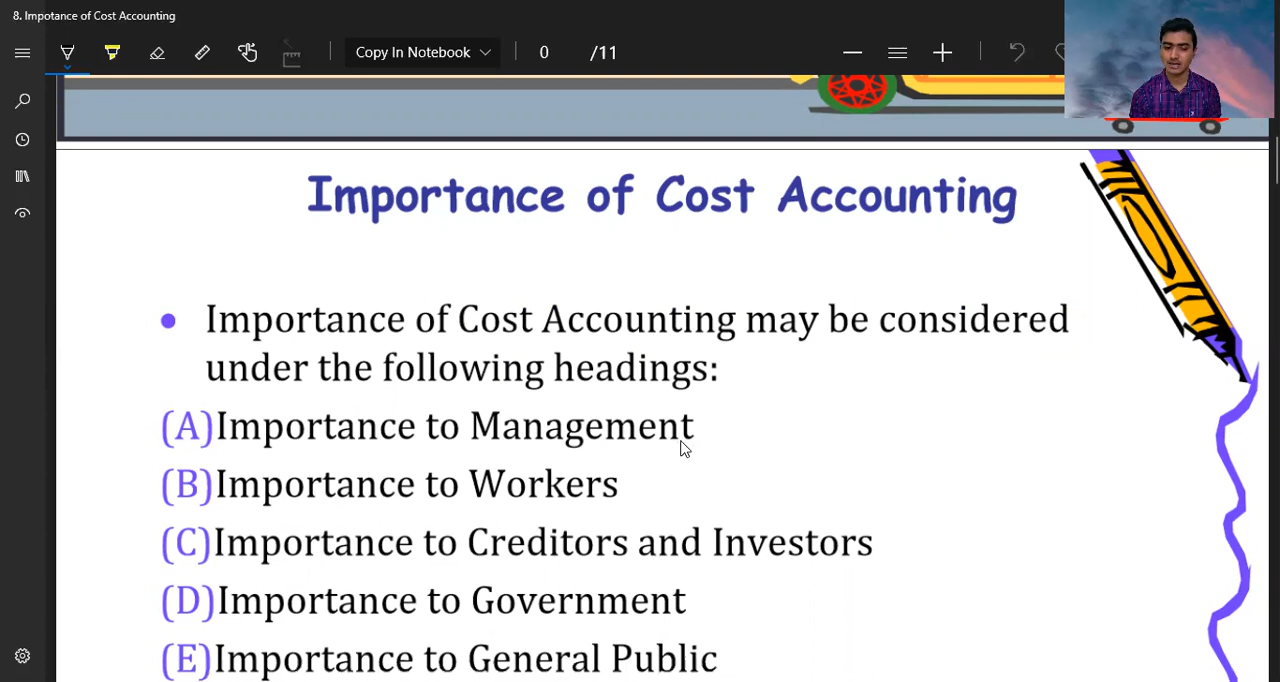 8. Impotance of Cost Accounting
Copy In Notebook
0 /11
Importance of Cost Accounting
• Importance of Cost Accounting may be considered
under the following headings:
(A)Importance to Management
(B)Importance to Workers
(C)Importance to Creditors and Investors
(D)Importance to Government
(E)Importance to General Public